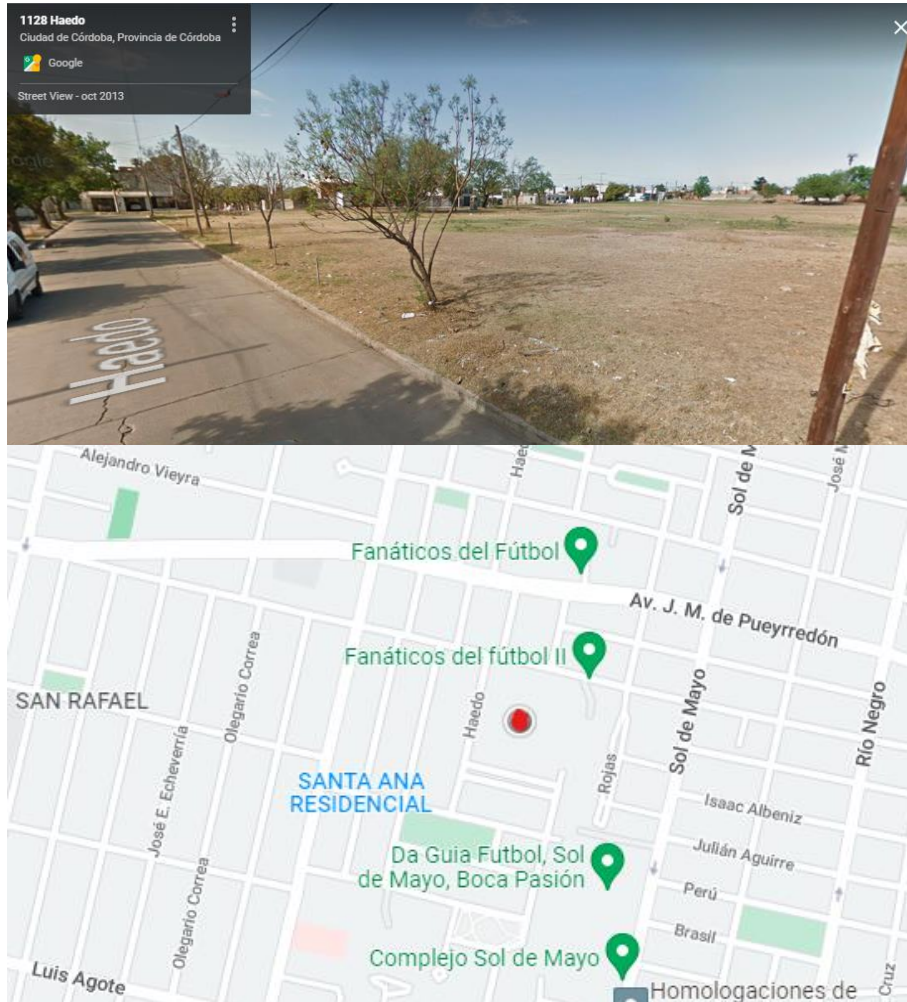 1128 Haedo
Ciudad de Córdoba, Provincia de Córdoba
Google
Street View - oct 2013
Haedo
Alejandro Vieyra
Haed
Sol de M
José M
Fanáticos del Fútbol
Av. J. M. de Pueyrredón
Fanáticos del fútbol II
Olegario Correa
SAN RAFAEL
Haedo
Sol de Mayo
Río Negro
José E. Echeverría
SANTA ANA
RESIDENCIAL
Rojas
Isaac Albeniz
Julián Aguirre
Da Guia Futbol, Sol
de Mayo, Boca Pasión
Perú
Olegario Correa
Brasil
Complejo Sol de Mayo
Luis Agote
Cruz
Homologaciones de